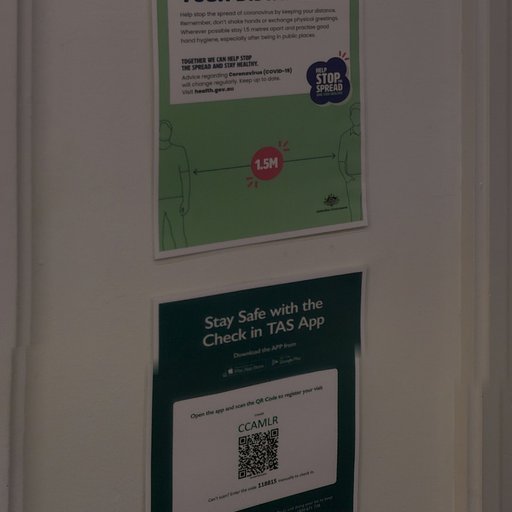 Help stop the spread of coronavirus by keeping your distance.
Remember, don't shake hands or exchange physical greetings.
Wherever possible stay 1.5 metres apart and practise good
hand hygiene, especially after being in public places.
TOGETHER WE CAN HELP STOP
THE SPREAD AND STAY HEALTHY.
Advice regarding Coronavirus (COVID-19)
will change regularly. Keep up to date.
Visit health.gov.au
HELP
STOP THE
SPREAD
1.5M
Stay Safe with the
Check in TAS App
Download the APP from
App Store
Google Play
Open the app and scan the QR Code to register your visit
CCAMLR
Can't scan? Enter the code 118815 manually to check in.